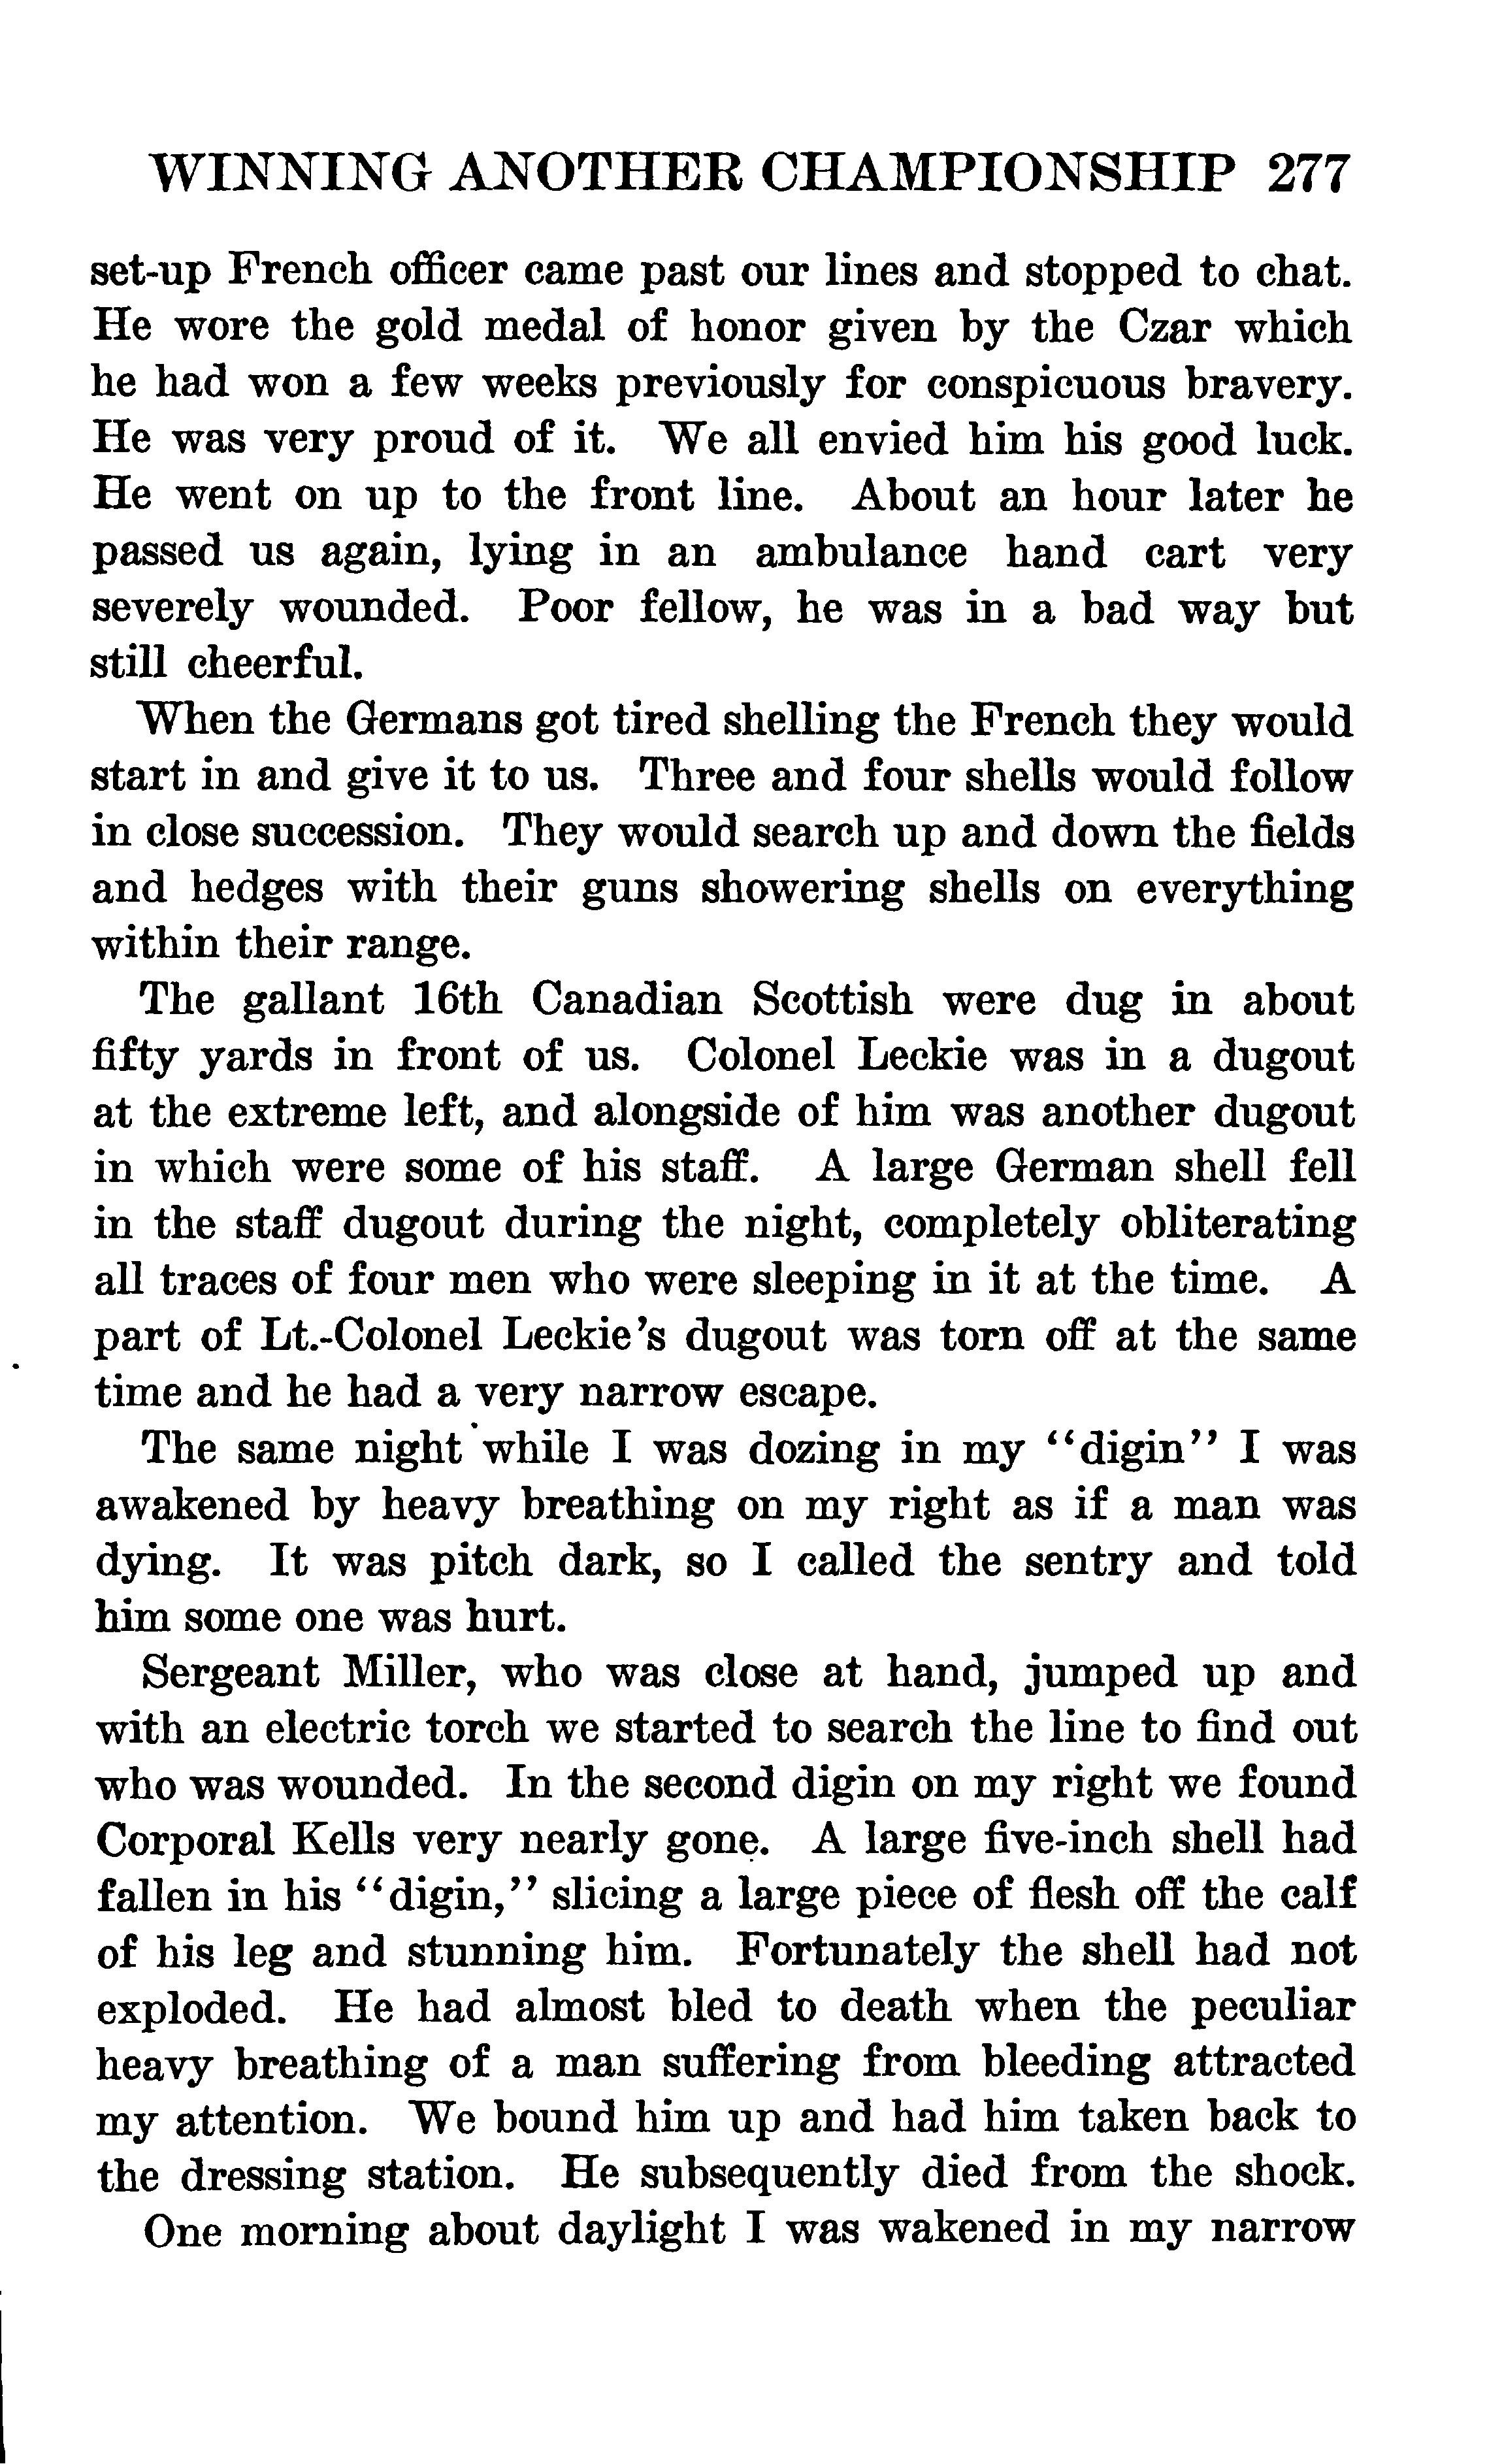 WINNING ANOTHER CHAMPIONSHIP 277
set-up French officer came past our lines and stopped to chat.
He wore the gold medal of honor given by the Czar which
he had won a few weeks previously for conspicuous bravery.
He was very proud of it. We all envied him his good luck.
He went on up to the front line. About an hour later he
passed us again, lying in an ambulance hand cart very
severely wounded. Poor fellow, he was in a bad way but
still cheerful.
When the Germans got tired shelling the French they would
start in and give it to us. Three and four shells would follow
in close succession. They would search up and down the fields
and hedges with their guns showering shells on everything
within their range.
The gallant 16th Canadian Scottish were dug in about
fifty yards in front of us. Colonel Leckie was in a dugout
at the extreme left, and alongside of him was another dugout
in which were some of his staff. A large German shell fell
in the staff dugout during the night, completely obliterating
all traces of four men who were sleeping in it at the time. A
part of Lt.-Colonel Leckie's dugout was torn off at the same
time and he had a very narrow escape.
The same night while I was dozing in my "digin" I was
awakened by heavy breathing on my right as if a man was
dying. It was pitch dark, so I called the sentry and told
him some one was hurt.
Sergeant Miller, who was close at hand, jumped up and
with an electric torch we started to search the line to find out
who was wounded. In the second digin on my right we found
Corporal Kells very nearly gone. A large five-inch shell had
fallen in his "digin," slicing a large piece of flesh off the calf
of his leg and stunning him. Fortunately the shell had not
exploded. He had almost bled to death when the peculiar
heavy breathing of a man suffering from bleeding attracted
my attention. We bound him up and had him taken back to
the dressing station. He subsequently died from the shock.
One morning about daylight I was wakened in my narrow